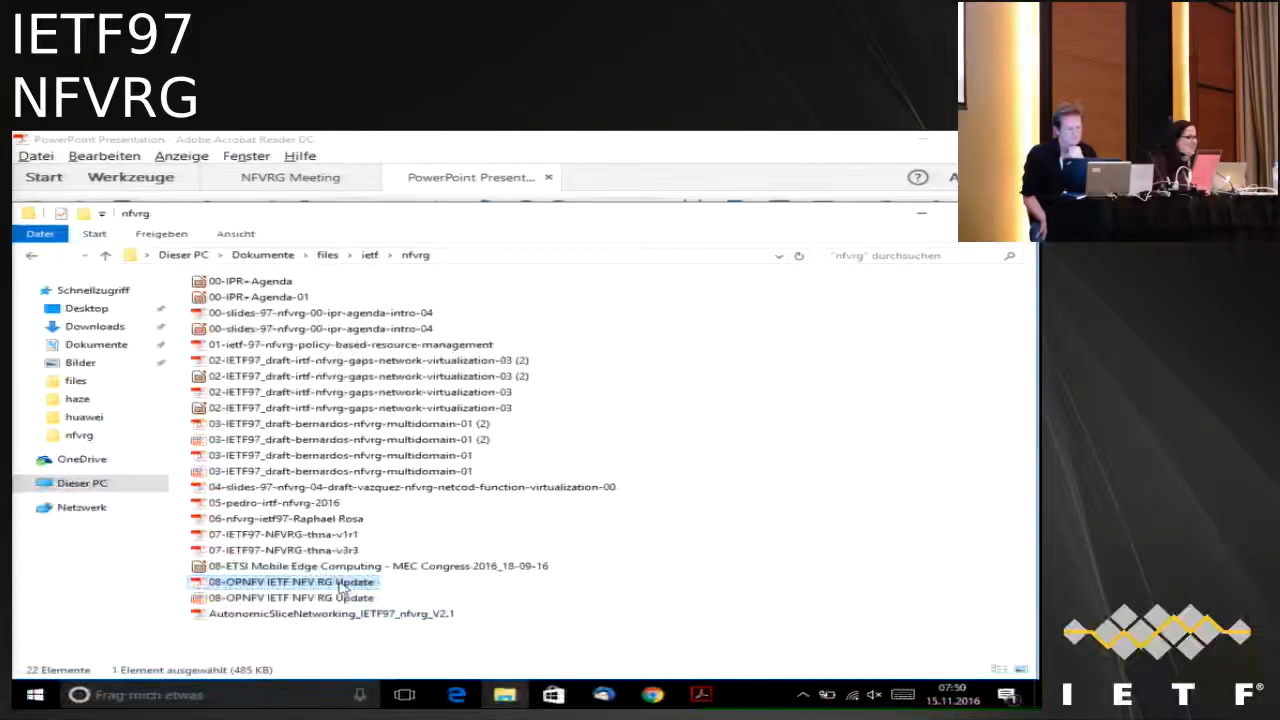 IETF97
NFVRG
PowerPoint Presentation - Adobe Acrobat Reader DC
Datei Bearbeiten Anzeige Fenster Hilfe
Start Werkzeuge NFVRG Meeting PowerPoint Present... ×
nfvrg
Datei Start Freigeben Ansicht
Dieser PC > Dokumente > files > ietf > nfvrg "nfvrg" durchsuchen
Schnellzugriff
Desktop
Downloads
Dokumente
Bilder
files
haze
huawei
nfvrg
OneDrive
Dieser PC
Netzwerk
00-IPR+Agenda
00-IPR+Agenda-01
00-slides-97-nfvrg-00-ipr-agenda-intro-04
00-slides-97-nfvrg-00-ipr-agenda-intro-04
01-ietf-97-nfvrg-policy-based-resource-management
02-IETF97_draft-irtf-nfvrg-gaps-network-virtualization-03 (2)
02-IETF97_draft-irtf-nfvrg-gaps-network-virtualization-03 (2)
02-IETF97_draft-irtf-nfvrg-gaps-network-virtualization-03
02-IETF97_draft-irtf-nfvrg-gaps-network-virtualization-03
03-IETF97_draft-bernardos-nfvrg-multidomain-01 (2)
03-IETF97_draft-bernardos-nfvrg-multidomain-01 (2)
03-IETF97_draft-bernardos-nfvrg-multidomain-01
03-IETF97_draft-bernardos-nfvrg-multidomain-01
04-slides-97-nfvrg-04-draft-vazquez-nfvrg-netcod-function-virtualization-00
05-pedro-irtf-nfvrg-2016
06-nfvrg-ietf97-Raphael Rosa
07-IETF97-NFVRG-thna-v1r1
07-IETF97-NFVRG-thna-v3r3
08-ETSI Mobile Edge Computing - MEC Congress 2016_18-09-16
08-OPNFV IETF NFV RG Update
08-OPNFV IETF NFV RG Update
AutonomicSliceNetworking_IETF97_nfvrg_V2.1
22 Elemente 1 Element ausgewählt (485 KB)
Frag mich etwas
07:50
15.11.2016
I E T F®